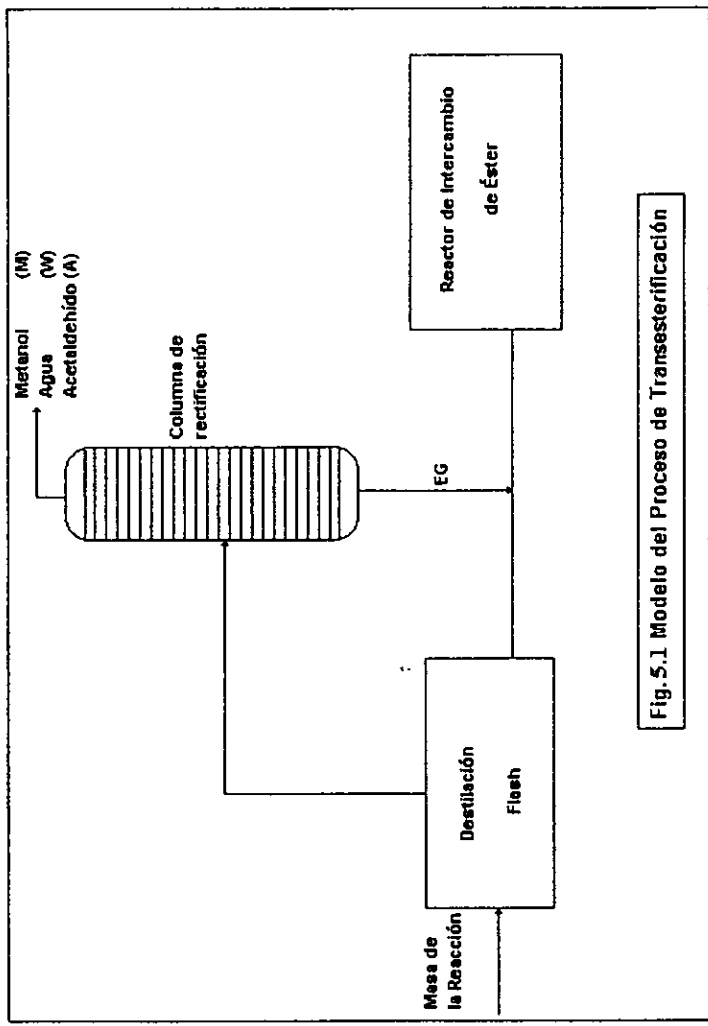 Metanol (M)
Agua (W)
Acetaldehído (A)
Columna de
rectificación
EG
Reactor de Intercambio
de Éster
Destilación
Flash
Masa de
la Reacción
Fig. 5.1 Modelo del Proceso de Transesterificación